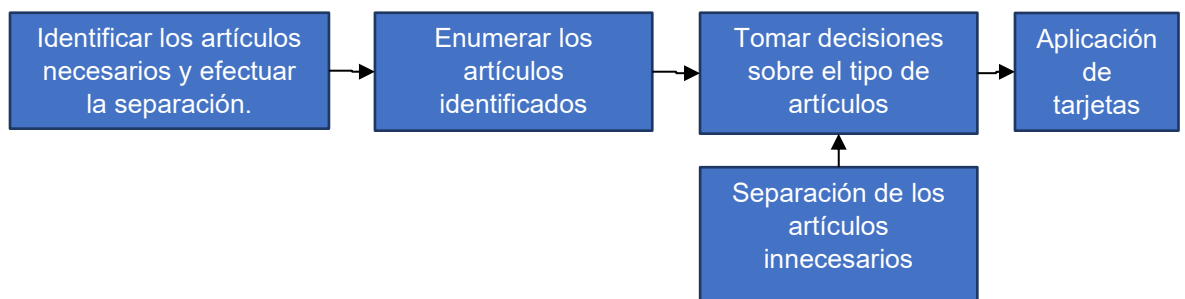 Identificar los artículos
necesarios y efectuar
la separación.
Enumerar los
artículos
identificados
Tomar decisiones
sobre el tipo de
artículos
Aplicación
de
tarjetas
Separación de los
artículos
innecesarios